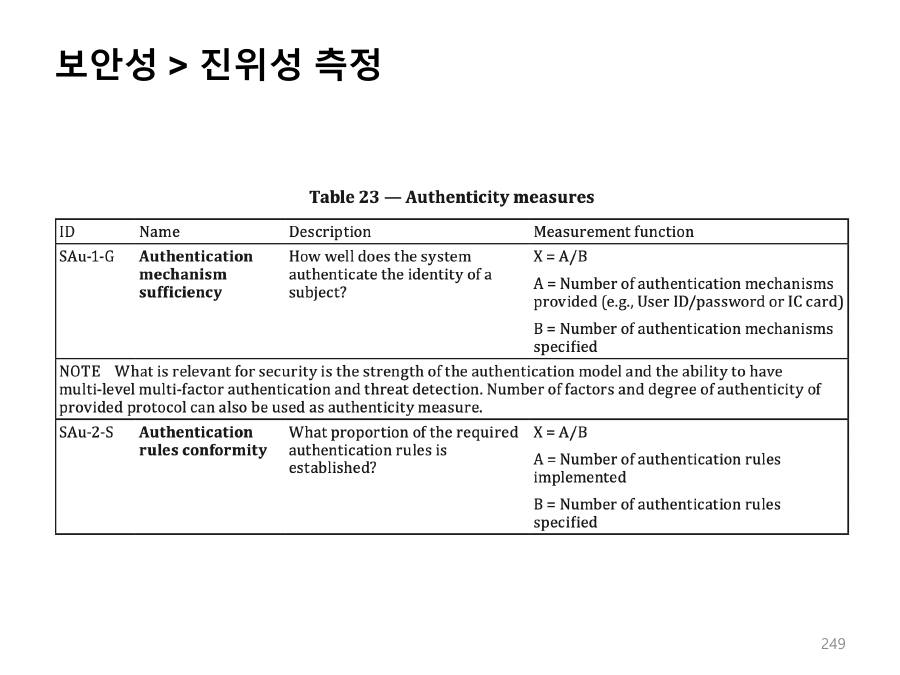 보안성 > 진위성 측정
Table 23 — Authenticity measures
ID Name Description Measurement function
SAu-1-G Authentication mechanism sufficiency How well does the system authenticate the identity of a subject? X = A/B
A = Number of authentication mechanisms
provided (e.g., User ID/password or IC card)
B = Number of authentication mechanisms
specified
NOTE What is relevant for security is the strength of the authentication model and the ability to have
multi-level multi-factor authentication and threat detection. Number of factors and degree of authenticity of
provided protocol can also be used as authenticity measure.
SAu-2-S Authentication rules conformity What proportion of the required authentication rules is established? X = A/B
A = Number of authentication rules
implemented
B = Number of authentication rules
specified
249